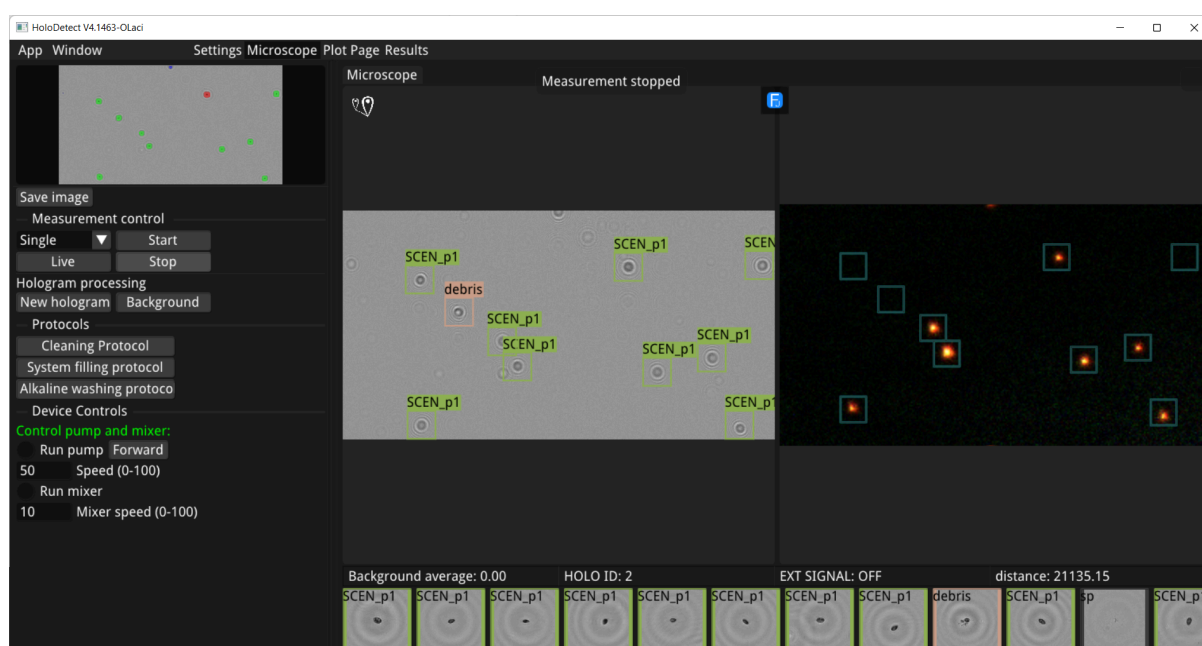 HoloDetect V4.1463-OLaci
App Window Settings Microscope Plot Page Results
Microscope
Measurement stopped
Save image
Measurement control
Single Start
Live Stop
Hologram processing
New hologram Background
Protocols
Cleaning Protocol
System filling protocol
Alkaline washing protoco
Device Controls
Control pump and mixer:
Run pump Forward
50 Speed (0-100)
Run mixer
10 Mixer speed (0-100)
SCEN_p1
SCEN
SCEN_p1
debris
SCEN_p1
SCEN_p1
SCEN_p1
SCEN_p1
SCEN_p1
SCEN_p1
F
Background average: 0.00 HOLO ID: 2 EXT SIGNAL: OFF distance: 21135.15
SCEN_p1 SCEN_p1 SCEN_p1 SCEN_p1 SCEN_p1 SCEN_p1 SCEN_p1 SCEN_p1 debris SCEN_p1 sp SCEN_p